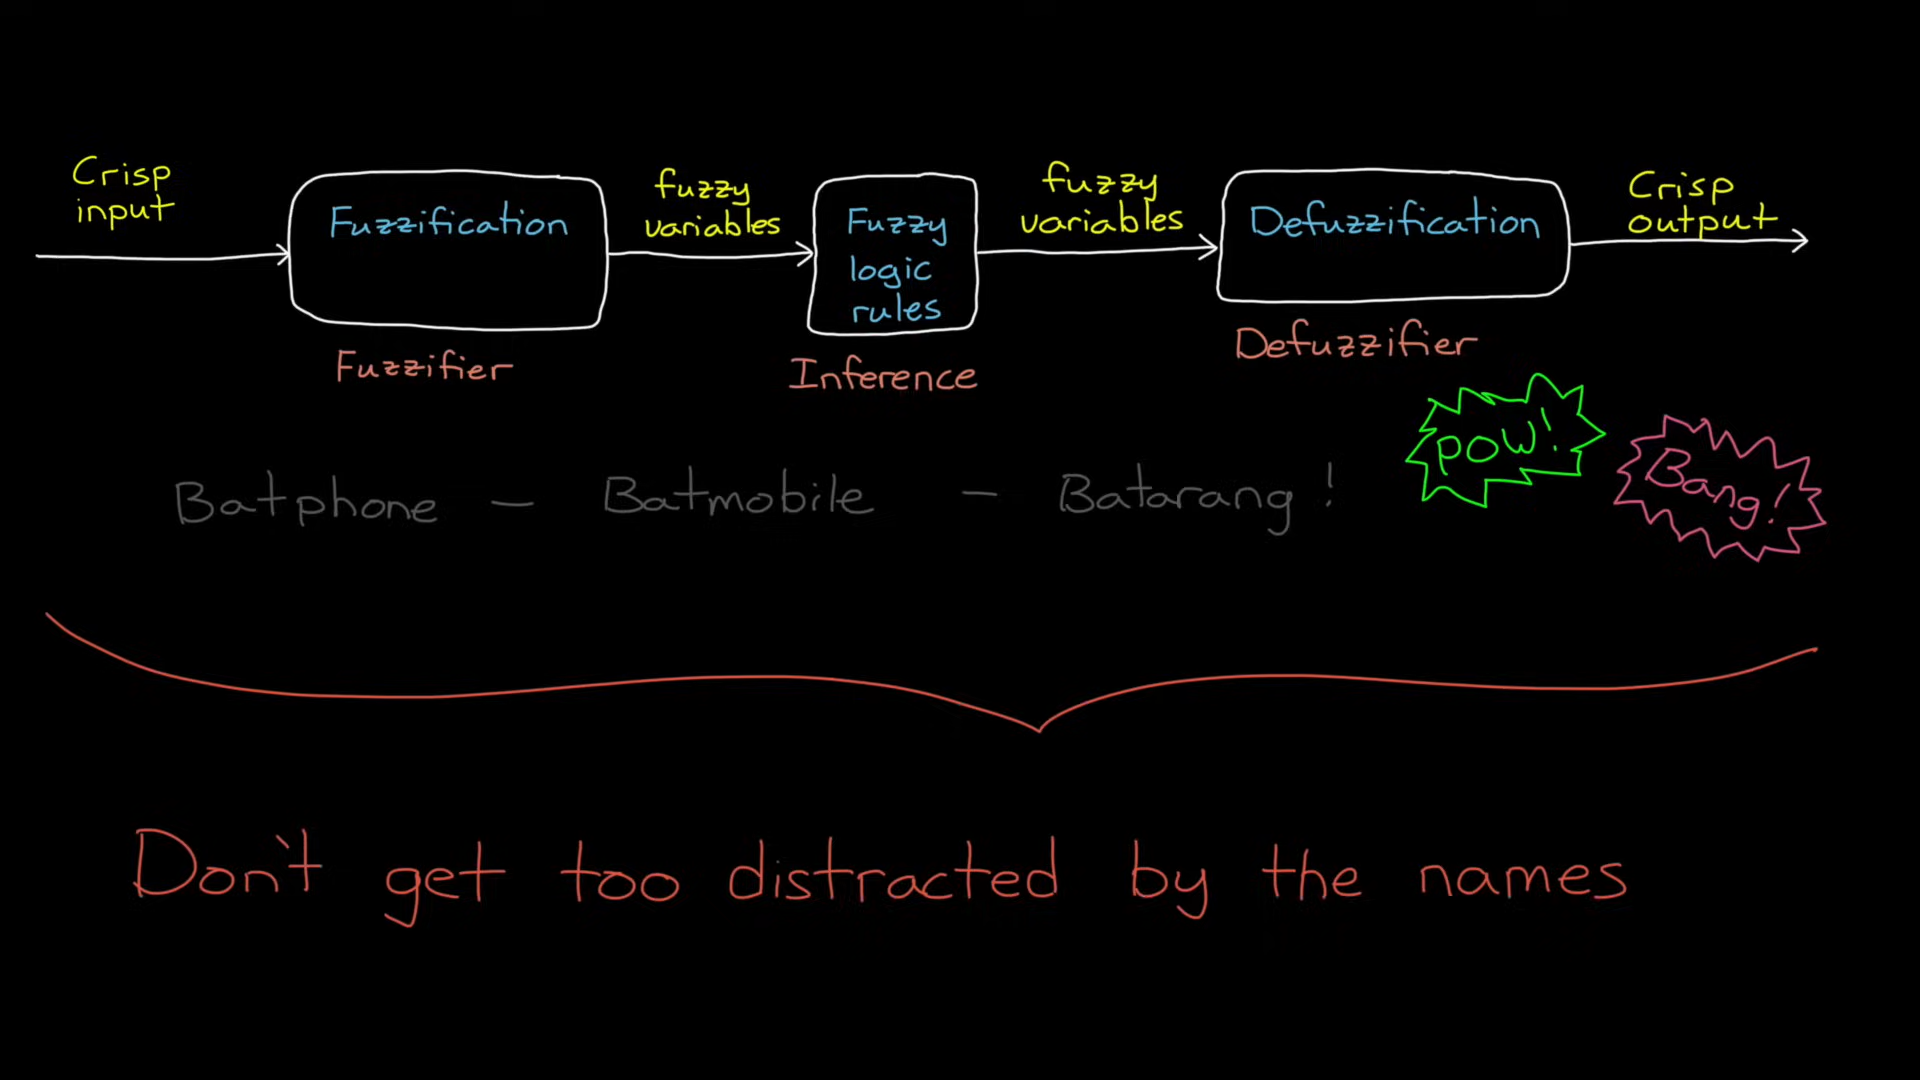 Crisp
input
Fuzzification
Fuzzifier
fuzzy
variables
Fuzzy
logic
rules
Inference
fuzzy
variables
Defuzzification
Defuzzifier
Crisp
output
Batphone - Batmobile - Batarang!
pow!
Bang!
Don't get too distracted by the names